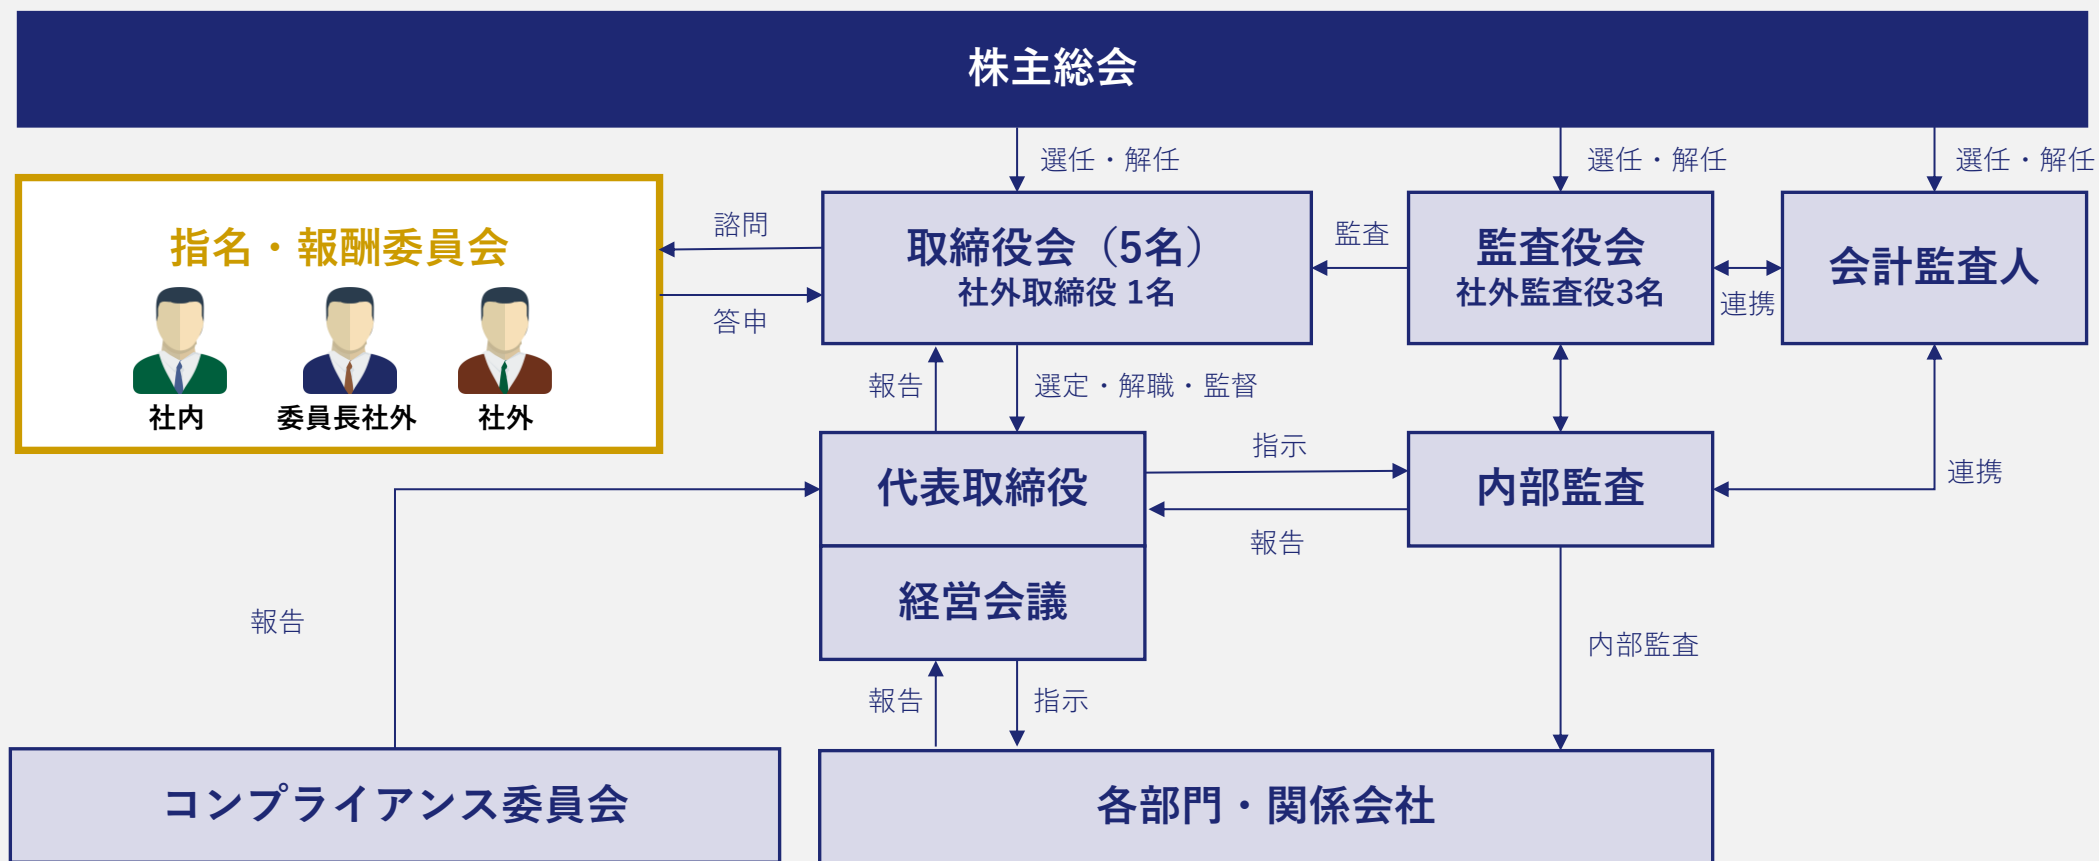 株主総会
選任・解任
選任・解任
選任・解任
指名・報酬委員会
社内
委員長社外
社外
諮問
答申
取締役会（5名）
社外取締役 1名
監査
監査役会
社外監査役3名
連携
会計監査人
報告
選定・解職・監督
代表取締役
指示
報告
内部監査
連携
経営会議
報告
報告
指示
内部監査
コンプライアンス委員会
各部門・関係会社